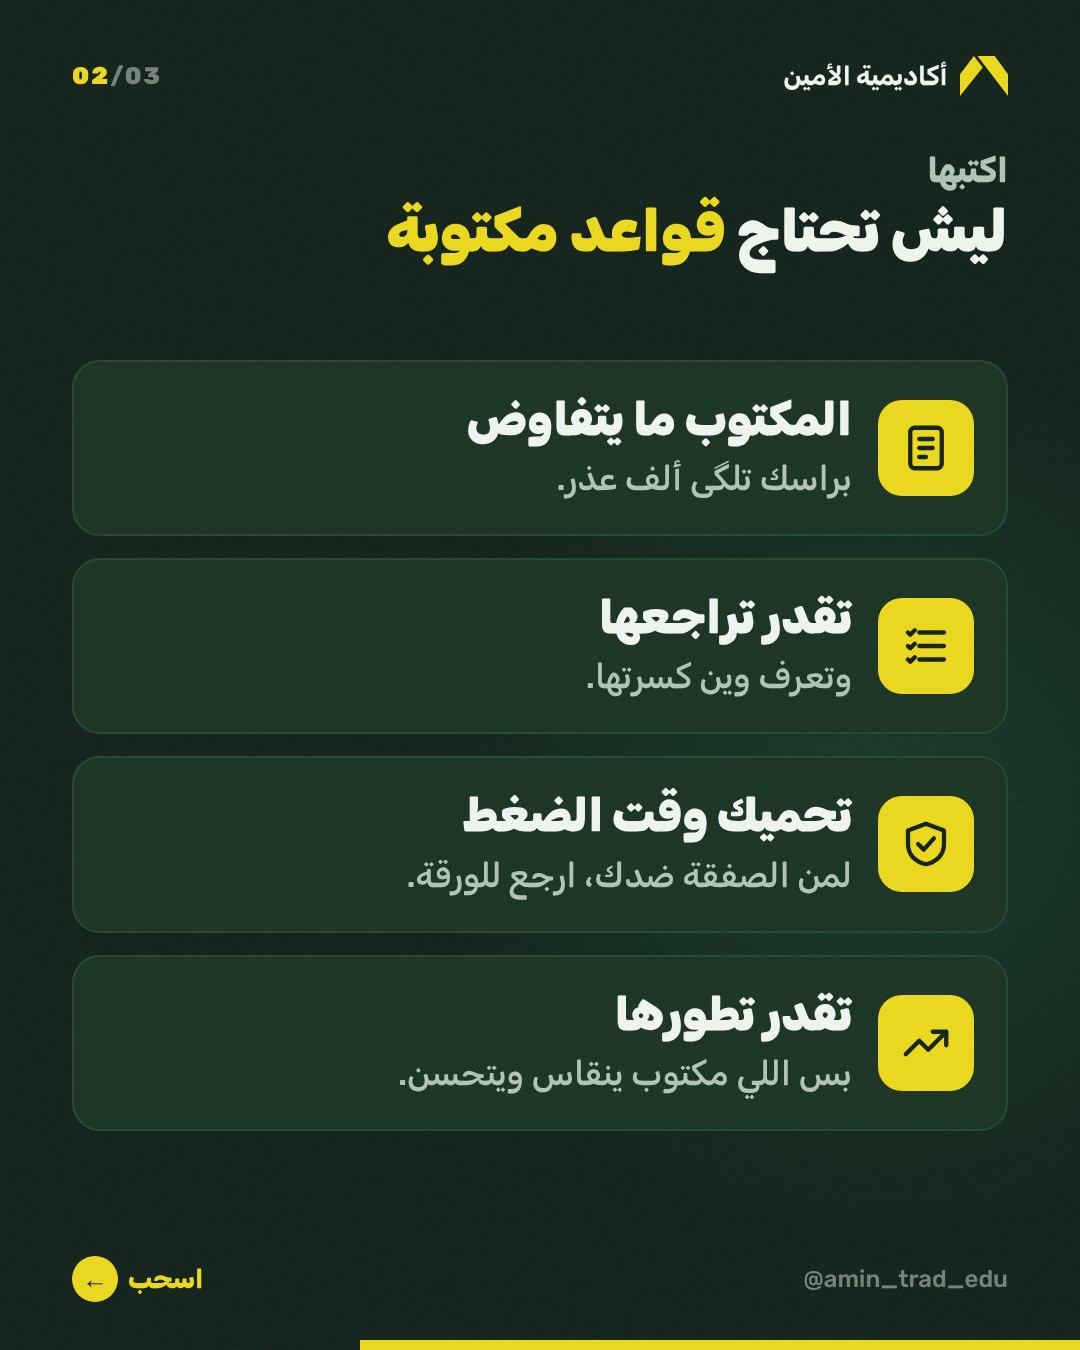 أكاديمية الأمين
02/03
اكتبها
ليش تحتاج قواعد مكتوبة
المكتوب ما يتفاوض
براسك تلگى ألف عذر.
تقدر تراجعها
وتعرف وين كسرتها.
تحميك وقت الضغط
لمن الصفقة ضدك، ارجع للورقة.
تقدر تطورها
بس اللي مكتوب ينقاس ويتحسن.
@amin_trad_edu
اسحب ←